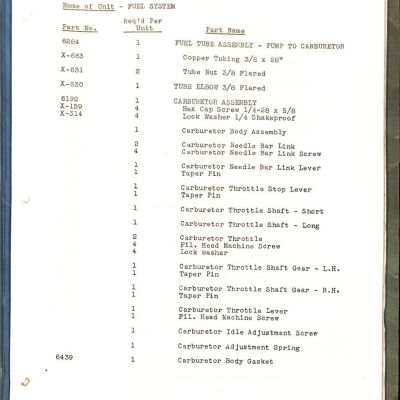 Name of Unit - FUEL SYSTEM
Part No. Req'd Per Unit Part Name
6284 1 FUEL TUBE ASSEMBLY - PUMP TO CARBURETOR
X-683 1 Copper Tubing 3/8 x 28"
X-631 2 Tube Nut 3/8 Flared
X-630 1 TUBE ELBOW 3/8 Flared
6192 1 CARBURETOR ASSEMBLY
X-159 4 Hex Cap Screw 1/4-28 x 5/8
X-314 4 Lock Washer 1/4 Shakeproof
1 Carburetor Body Assembly
2 Carburetor Needle Bar Link
4 Carburetor Needle Bar Link Screw
1 Carburetor Needle Bar Link Lever
1 Taper Pin
1 Carburetor Throttle Stop Lever
1 Taper Pin
1 Carburetor Throttle Shaft - Short
1 Carburetor Throttle Shaft - Long
2 Carburetor Throttle
4 Fil. Head Machine Screw
4 Lock Washer
1 Carburetor Throttle Shaft Gear - L.H.
1 Taper Pin
1 Carburetor Throttle Shaft Gear - R.H.
1 Taper Pin
1 Carburetor Throttle Lever
1 Fil. Head Machine Screw
1 Carburetor Idle Adjustment Screw
1 Carburetor Adjustment Spring
6439 1 Carburetor Body Gasket